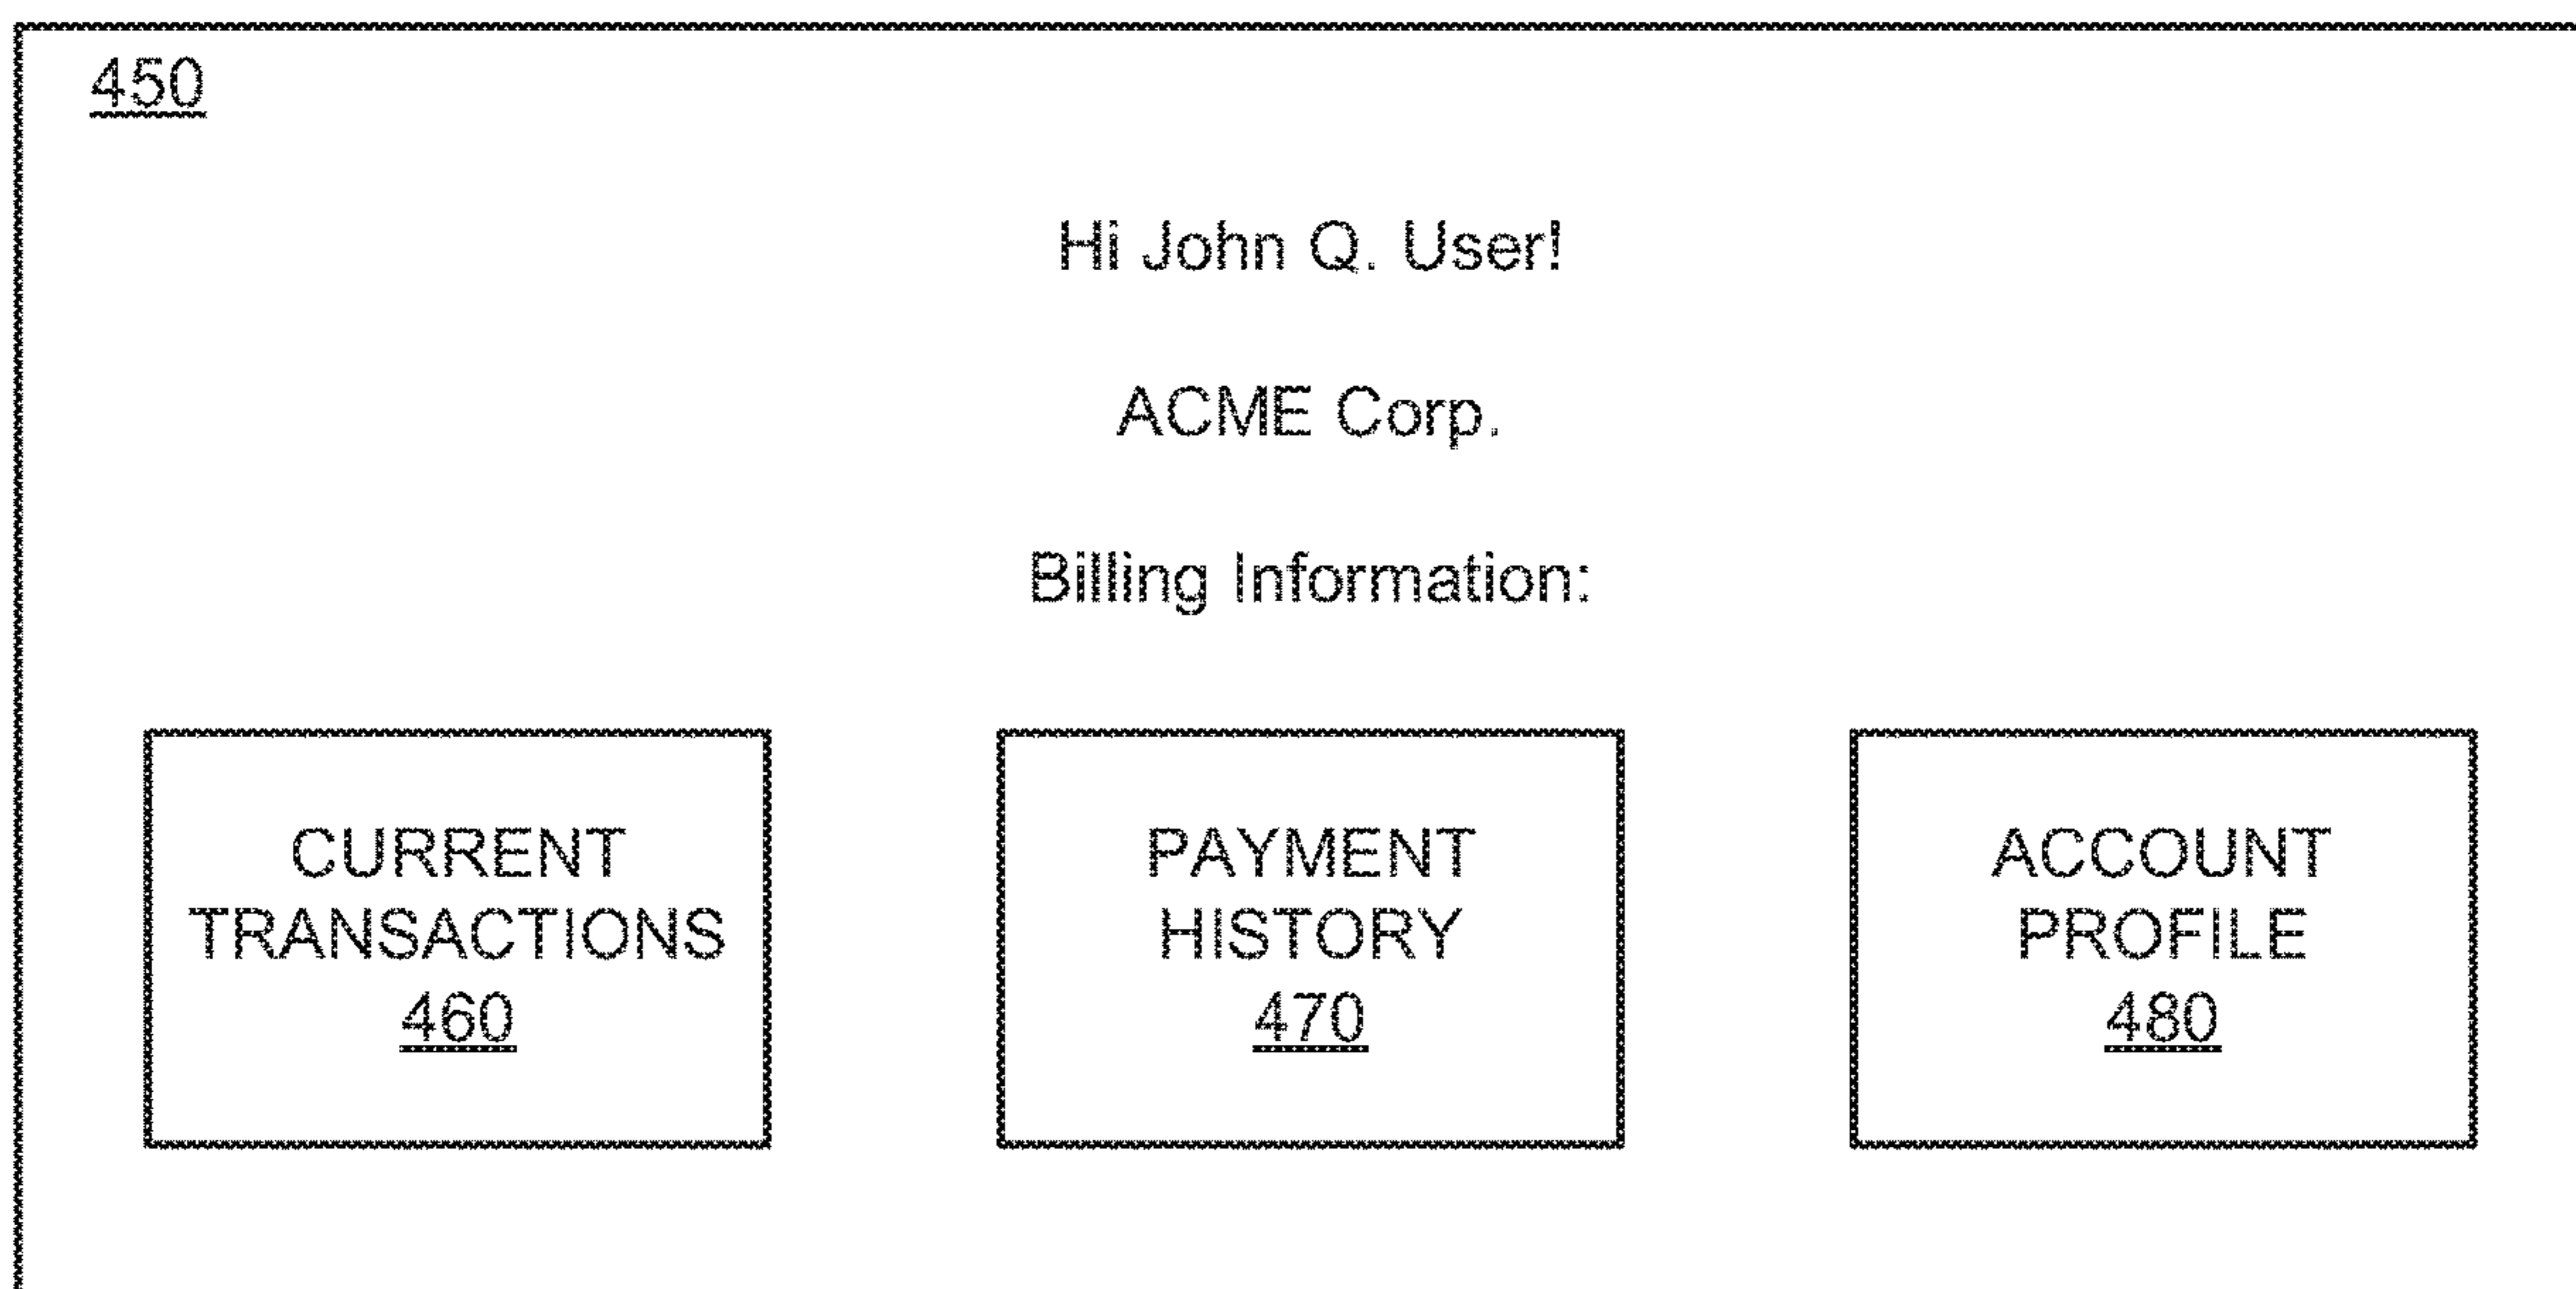 450
Hi John Q. User!
ACME Corp.
Billing Information:
CURRENT
TRANSACTIONS
460
PAYMENT
HISTORY
470
ACCOUNT
PROFILE
480